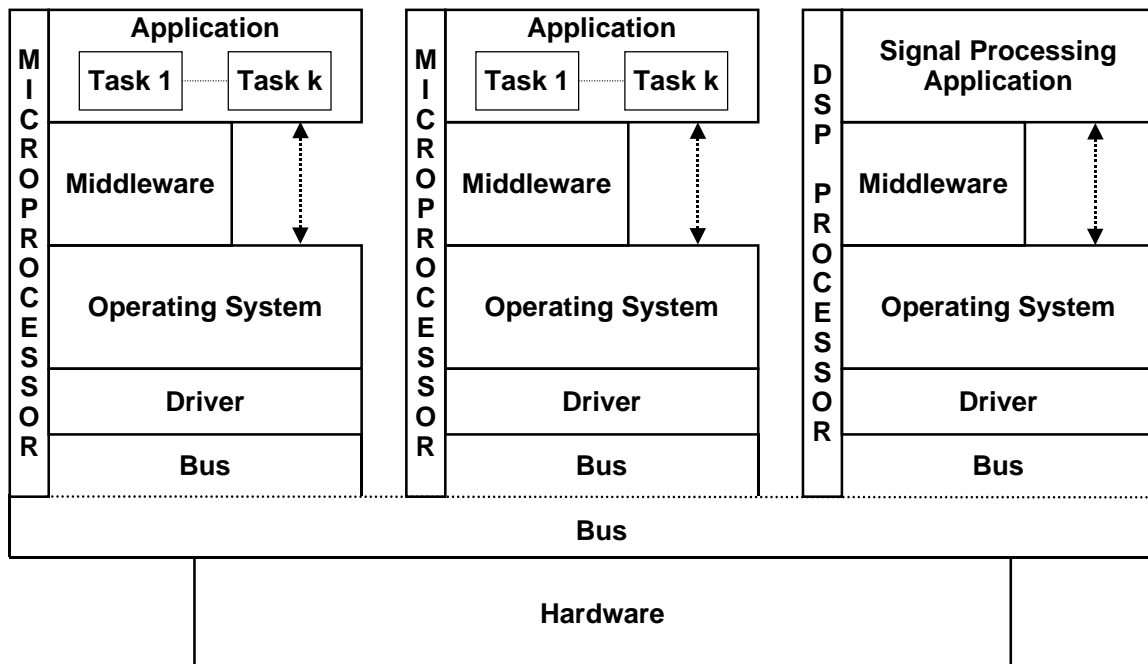 MICROPROCESSOR
Application
Task 1 Task k
Middleware
Operating System
Driver
Bus
MICROPROCESSOR
Application
Task 1 Task k
Middleware
Operating System
Driver
Bus
DSP PROCESSOR
Signal Processing
Application
Middleware
Operating System
Driver
Bus
Bus
Hardware